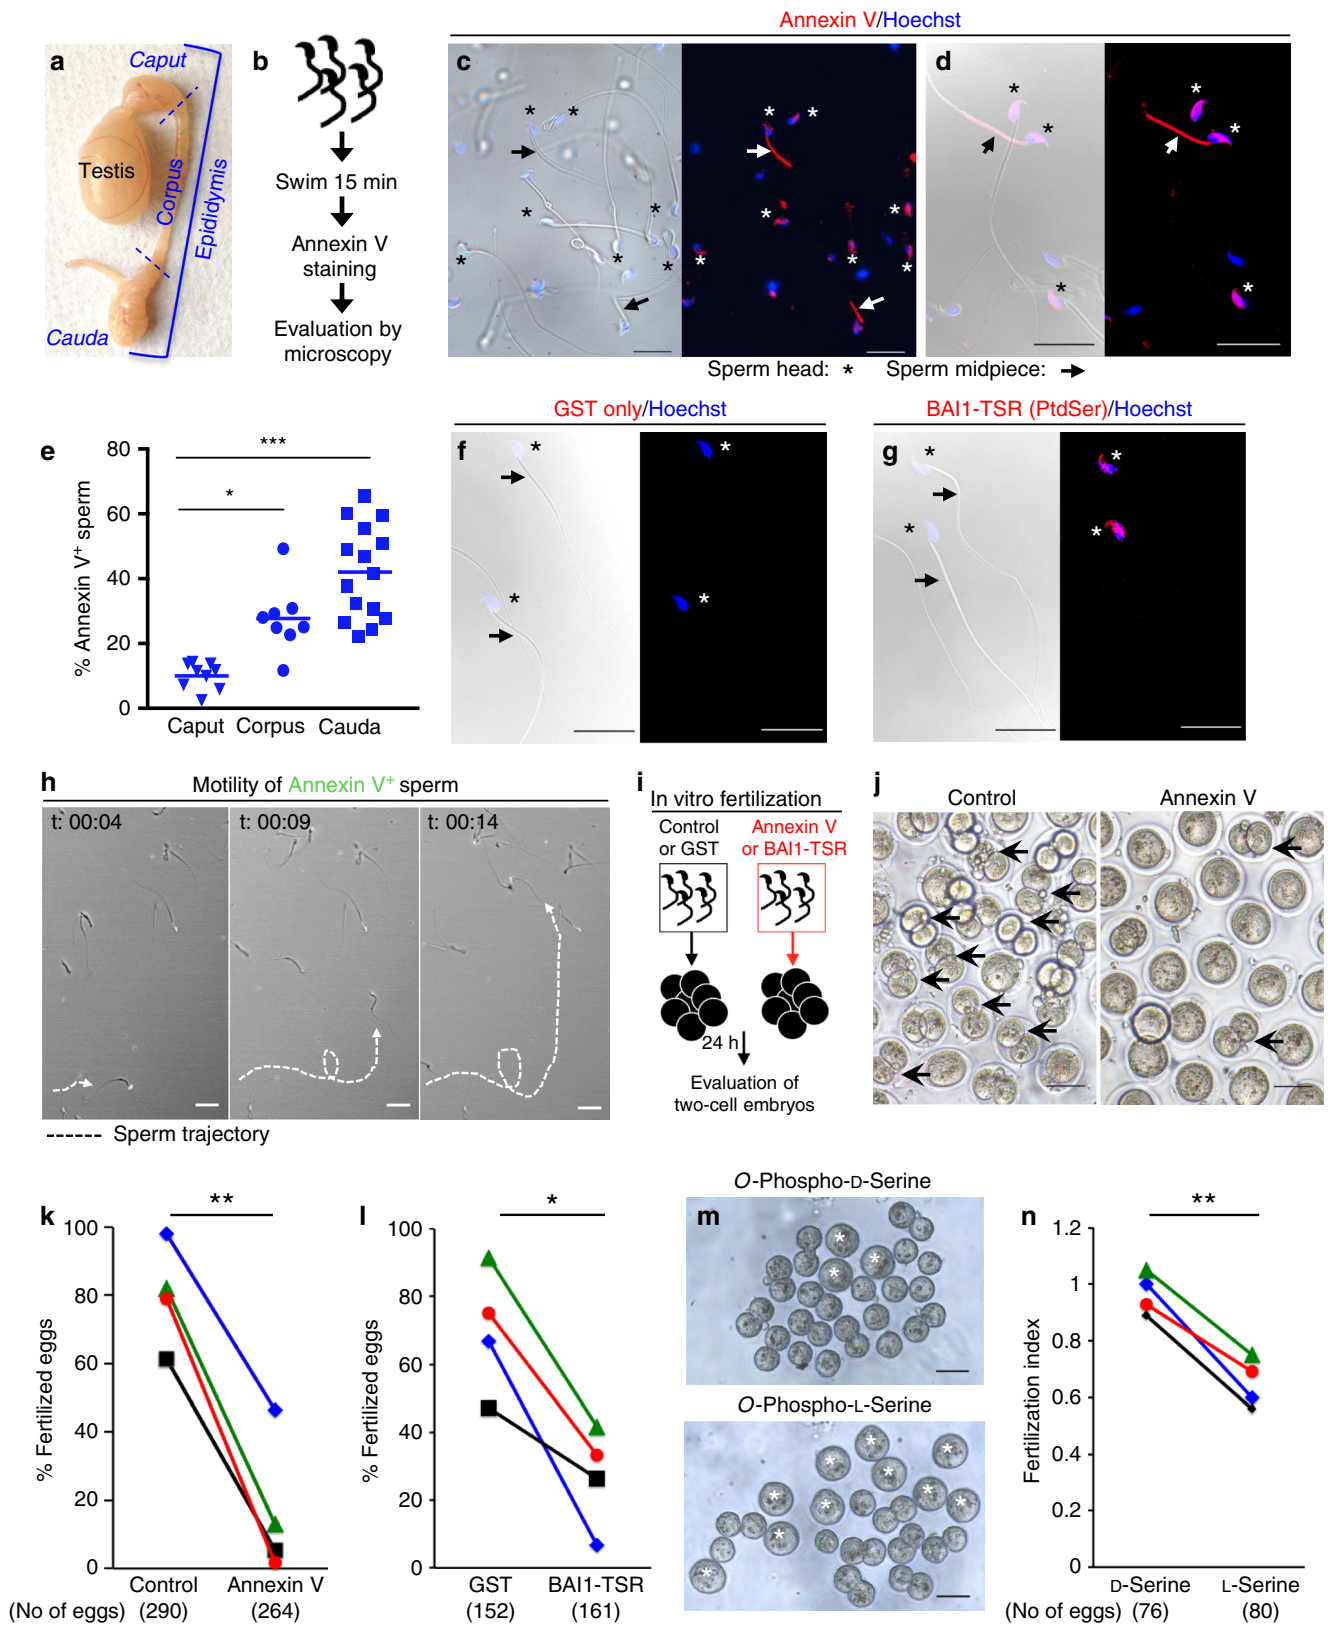 Annexin V/Hoechst
a
Caput
Testis
Corpus
Epididymis
Cauda
b
Swim 15 min
Annexin V
staining
Evaluation by
microscopy
c
* * * * * *
* * * * * *
d
* * *
* * *
Sperm head: * Sperm midpiece:
e
% Annexin V+ sperm
80
60
40
20
0
***
*
Caput Corpus Cauda
GST only/Hoechst
f
* *
* *
BAI1-TSR (PtdSer)/Hoechst
g
* *
* *
h
Motility of Annexin V+ sperm
t: 00:04
t: 00:09
t: 00:14
Sperm trajectory
i
In vitro fertilization
Control
or GST
Annexin V
or BAI1-TSR
24 h
Evaluation of
two-cell embryos
j
Control
Annexin V
k
**
% Fertilized eggs
100
80
60
40
20
0
Control Annexin V
(No of eggs) (290) (264)
l
*
% Fertilized eggs
100
80
60
40
20
0
GST BAI1-TSR
(152) (161)
O-Phospho-D-Serine
m
* * *
O-Phospho-L-Serine
* * * * * * * * *
n
**
Fertilization index
1.2
1
0.8
0.6
0.4
0.2
0
D-Serine L-Serine
(No of eggs) (76) (80)